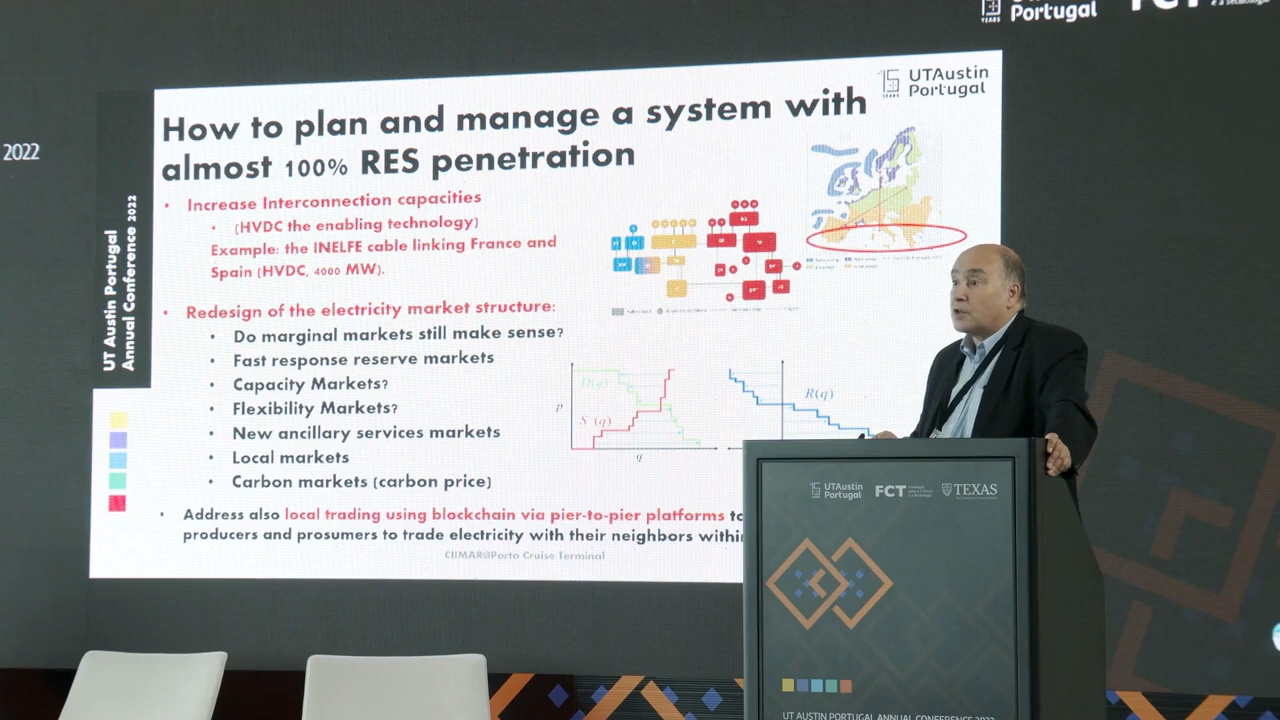 Portugal
FCT
2022
UTAustin
Portugal
How to plan and manage a system with
almost 100% RES penetration
UT Austin Portugal
Annual Conference 2022
• Increase Interconnection capacities
• (HVDC the enabling technology)
Example: the INELFE cable linking France and
Spain (HVDC, 4000 MW).
• Redesign of the electricity market structure:
• Do marginal markets still make sense?
• Fast response reserve markets
• Capacity Markets?
• Flexibility Markets?
• New ancillary services markets
• Local markets
• Carbon markets (carbon price)
D(q)
S (q)
p
q
R(q)
• Address also local trading using blockchain via pier-to-pier platforms to
producers and prosumers to trade electricity with their neighbors within
CIIMAR@Porto Cruise Terminal
UTAustin
Portugal
FCT
TEXAS
UT AUSTIN PORTUGAL ANNUAL CONFERENCE 2022